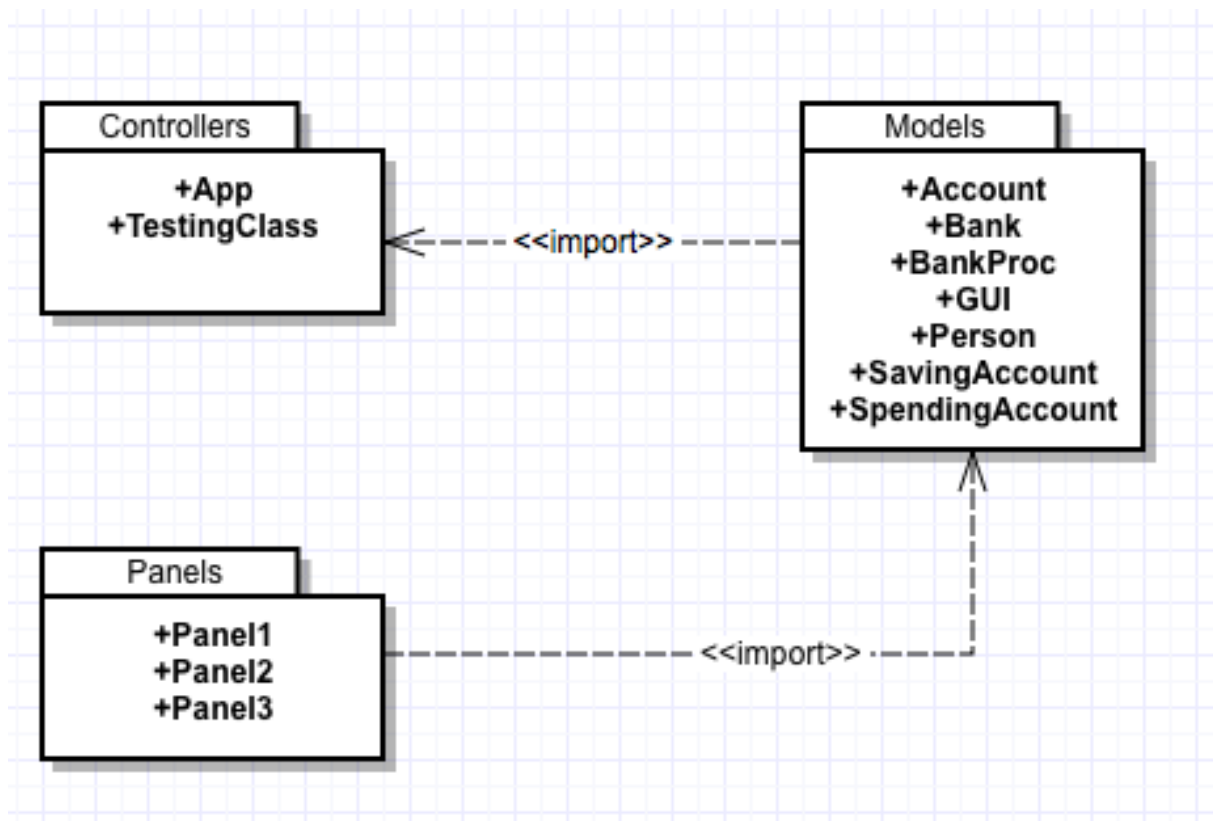 Controllers
+App
+TestingClass
<<import>>
Models
+Account
+Bank
+BankProc
+GUI
+Person
+SavingAccount
+SpendingAccount
Panels
+Panel1
+Panel2
+Panel3
<<import>>